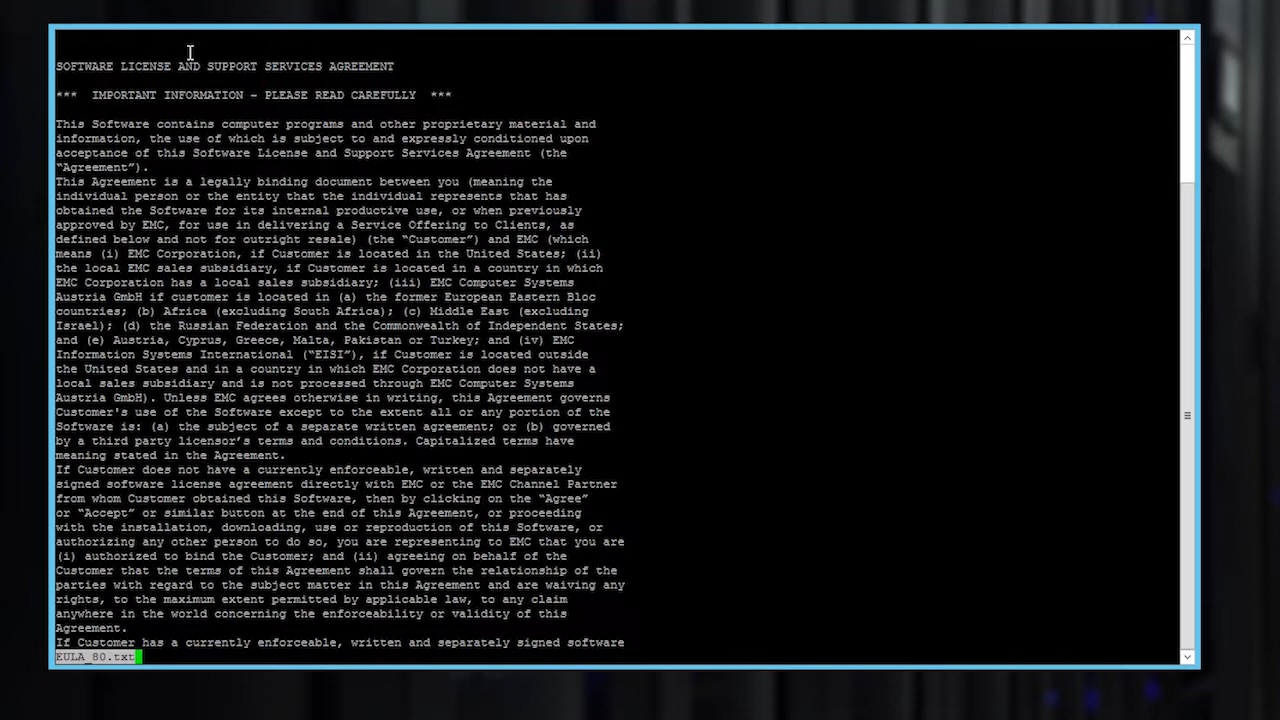 SOFTWARE LICENSE AND SUPPORT SERVICES AGREEMENT
***  IMPORTANT INFORMATION – PLEASE READ CAREFULLY  ***
This Software contains computer programs and other proprietary material and
information, the use of which is subject to and expressly conditioned upon
acceptance of this Software License and Support Services Agreement (the
“Agreement”).
This Agreement is a legally binding document between you (meaning the
individual person or the entity that the individual represents that has
obtained the Software for its internal productive use, or when previously
approved by EMC, for use in delivering a Service Offering to Clients, as
defined below and not for outright resale) (the “Customer”) and EMC (which
means (i) EMC Corporation, if Customer is located in the United States; (ii)
the local EMC sales subsidiary, if Customer is located in a country in which
EMC Corporation has a local sales subsidiary; (iii) EMC Computer Systems
Austria GmbH if customer is located in (a) the former European Eastern Bloc
countries; (b) Africa (excluding South Africa); (c) Middle East (excluding
Israel); (d) the Russian Federation and the Commonwealth of Independent States;
and (e) Austria, Cyprus, Greece, Malta, Pakistan or Turkey; and (iv) EMC
Information Systems International (“EISI”), if Customer is located outside
the United States and in a country in which EMC Corporation does not have a
local sales subsidiary and is not processed through EMC Computer Systems
Austria GmbH). Unless EMC agrees otherwise in writing, this Agreement governs
Customer's use of the Software except to the extent all or any portion of the
Software is: (a) the subject of a separate written agreement; or (b) governed
by a third party licensor’s terms and conditions. Capitalized terms have
meaning stated in the Agreement.
If Customer does not have a currently enforceable, written and separately
signed software license agreement directly with EMC or the EMC Channel Partner
from whom Customer obtained this Software, then by clicking on the “Agree”
or “Accept” or similar button at the end of this Agreement, or proceeding
with the installation, downloading, use or reproduction of this Software, or
authorizing any other person to do so, you are representing to EMC that you are
(i) authorized to bind the Customer; and (ii) agreeing on behalf of the
Customer that the terms of this Agreement shall govern the relationship of the
parties with regard to the subject matter in this Agreement and are waiving any
rights, to the maximum extent permitted by applicable law, to any claim
anywhere in the world concerning the enforceability or validity of this
Agreement.
If Customer has a currently enforceable, written and separately signed software
EULA_80.txt